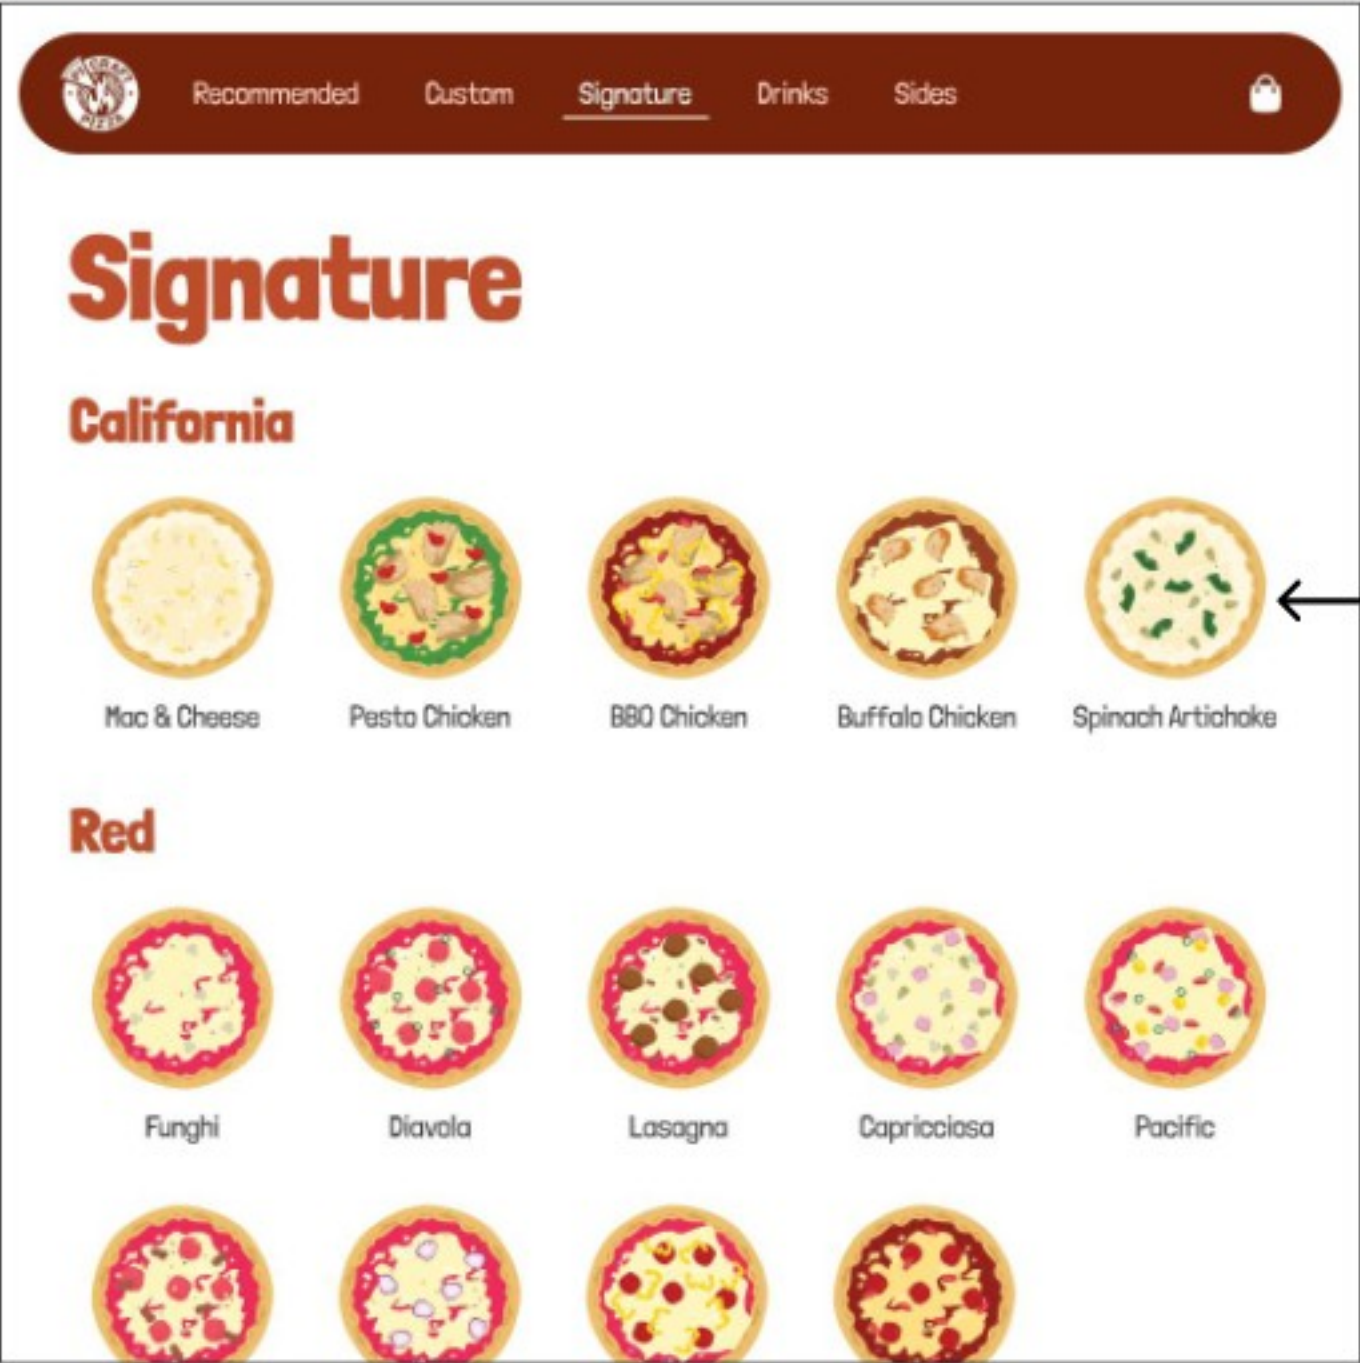 Recommended Custom Signature Drinks Sides
Signature
California
Mac & Cheese Pesto Chicken BBQ Chicken Buffalo Chicken Spinach Artichoke
Red
Funghi Diavola Lasagna Capricciosa Pacific